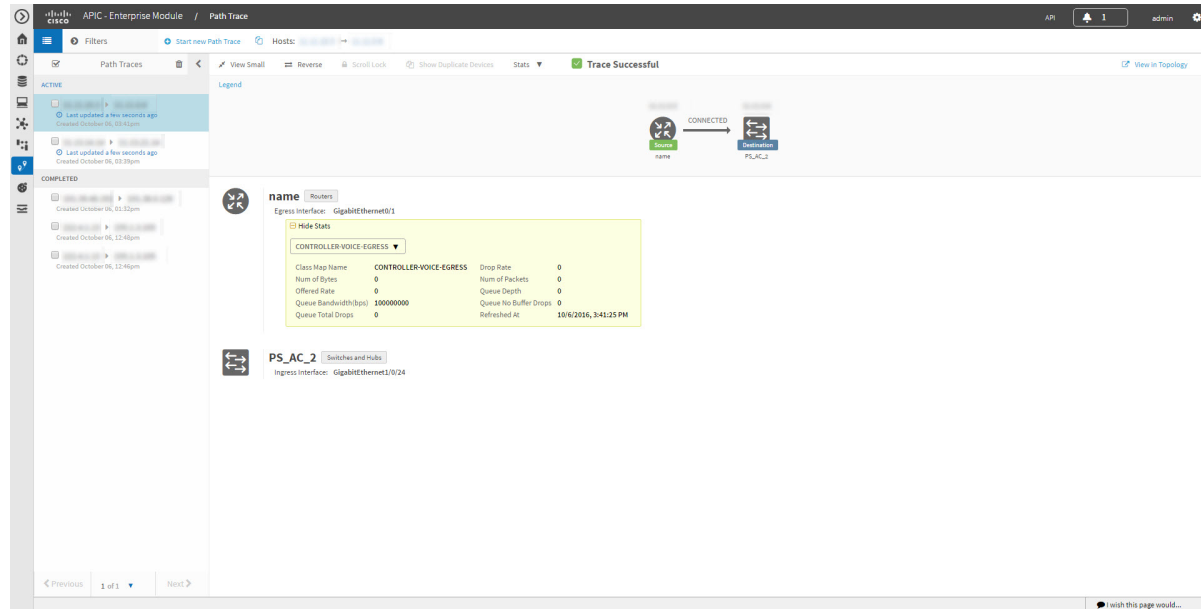 CISCO APIC - Enterprise Module / Path Trace API 1 admin
Filters Start new Path Trace Hosts:
Path Traces View Small Reverse Scroll Lock Show Duplicate Devices Stats ▼ Trace Successful View in Topology
ACTIVE
Last updated a few seconds ago
Created October 06, 03:41pm
Last updated a few seconds ago
Created October 06, 03:39pm
COMPLETED
Created October 06, 01:32pm
Created October 06, 12:48pm
Created October 06, 12:46pm
Previous 1 of 1 ▼ Next
Legend
CONNECTED
Source Destination
name PS_AC_2
name Routers
Egress Interface: GigabitEthernet0/1
Hide Stats
CONTROLLER-VOICE-EGRESS ▼
Class Map Name CONTROLLER-VOICE-EGRESS Drop Rate 0
Num of Bytes 0 Num of Packets 0
Offered Rate 0 Queue Depth 0
Queue Bandwidth(bps) 100000000 Queue No Buffer Drops 0
Queue Total Drops 0 Refreshed At 10/6/2016, 3:41:25 PM
PS_AC_2 Switches and Hubs
Ingress Interface: GigabitEthernet1/0/24
I wish this page would...